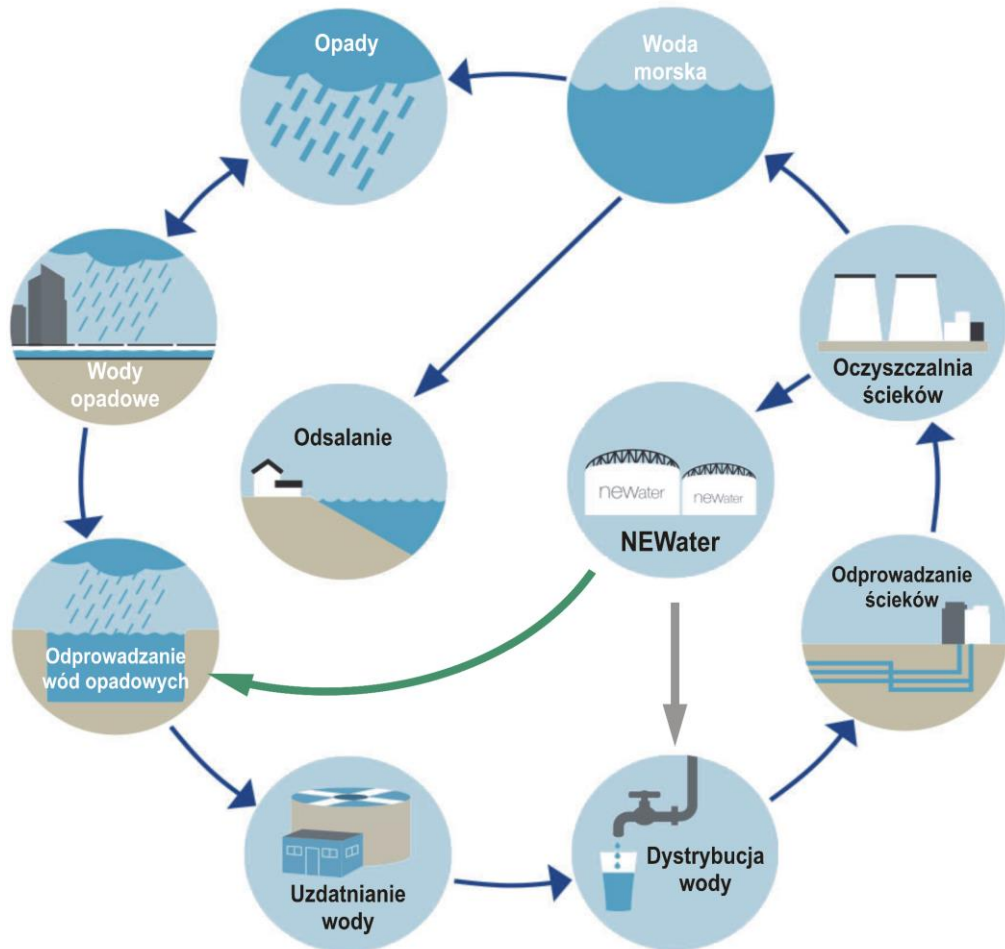 Opady
Woda
morska
Wody
opadowe
Oczyszczalnia
ścieków
Odsalanie
newater
newater
NEWater
Odprowadzanie
ścieków
Odprowadzanie
wód opadowych
Uzdatnianie
wody
Dystrybucja
wody